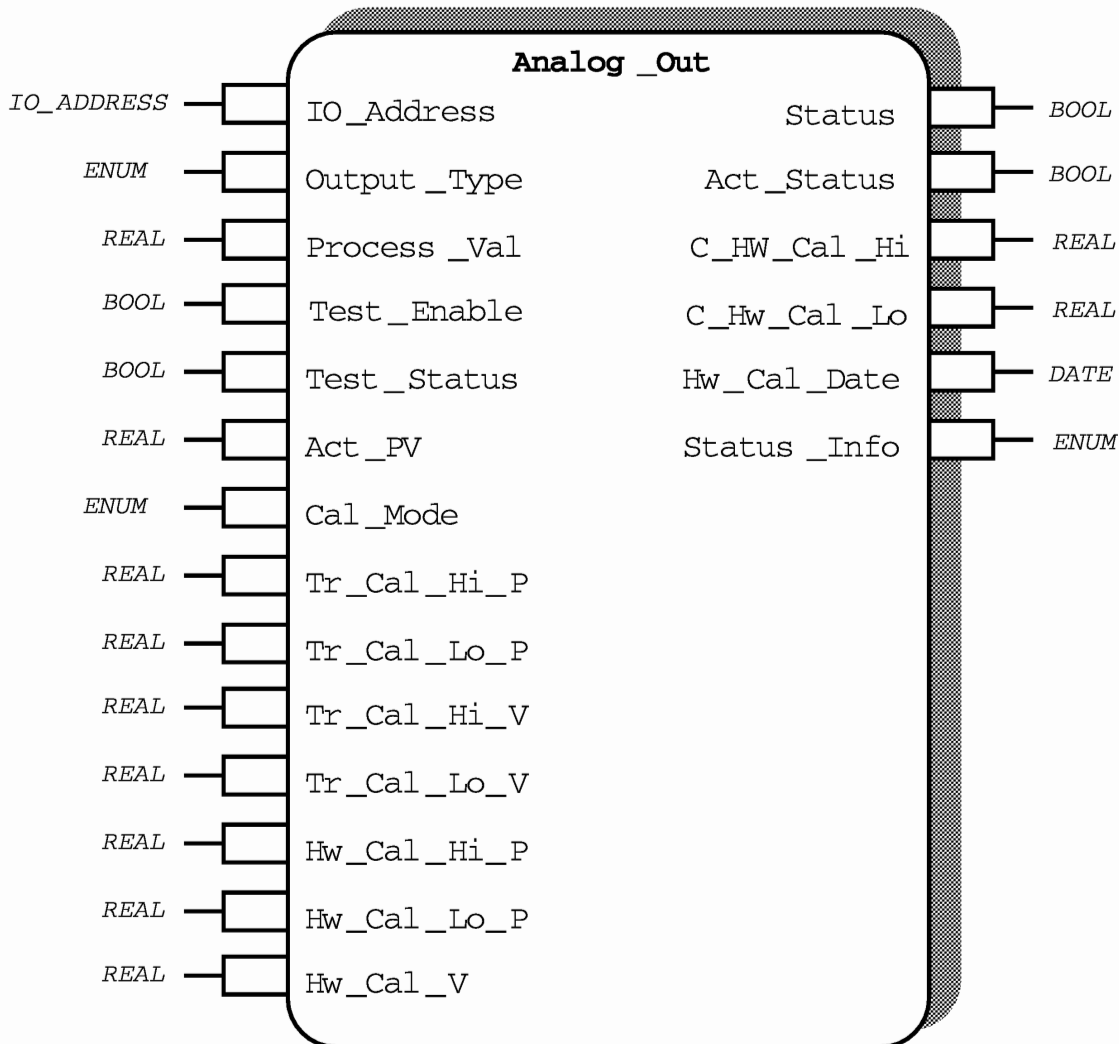 Analog _Out
IO_ADDRESS IO_Address Status BOOL
ENUM Output _Type Act _Status BOOL
REAL Process _Val C_HW_Cal _Hi REAL
BOOL Test _Enable C_Hw_Cal _Lo REAL
BOOL Test _Status Hw_Cal_Date DATE
REAL Act _PV Status _Info ENUM
ENUM Cal _Mode
REAL Tr_Cal _Hi_P
REAL Tr_Cal _Lo_P
REAL Tr_Cal _Hi_V
REAL Tr_Cal _Lo_V
REAL Hw_Cal _Hi_P
REAL Hw_Cal _Lo_P
REAL Hw_Cal _V